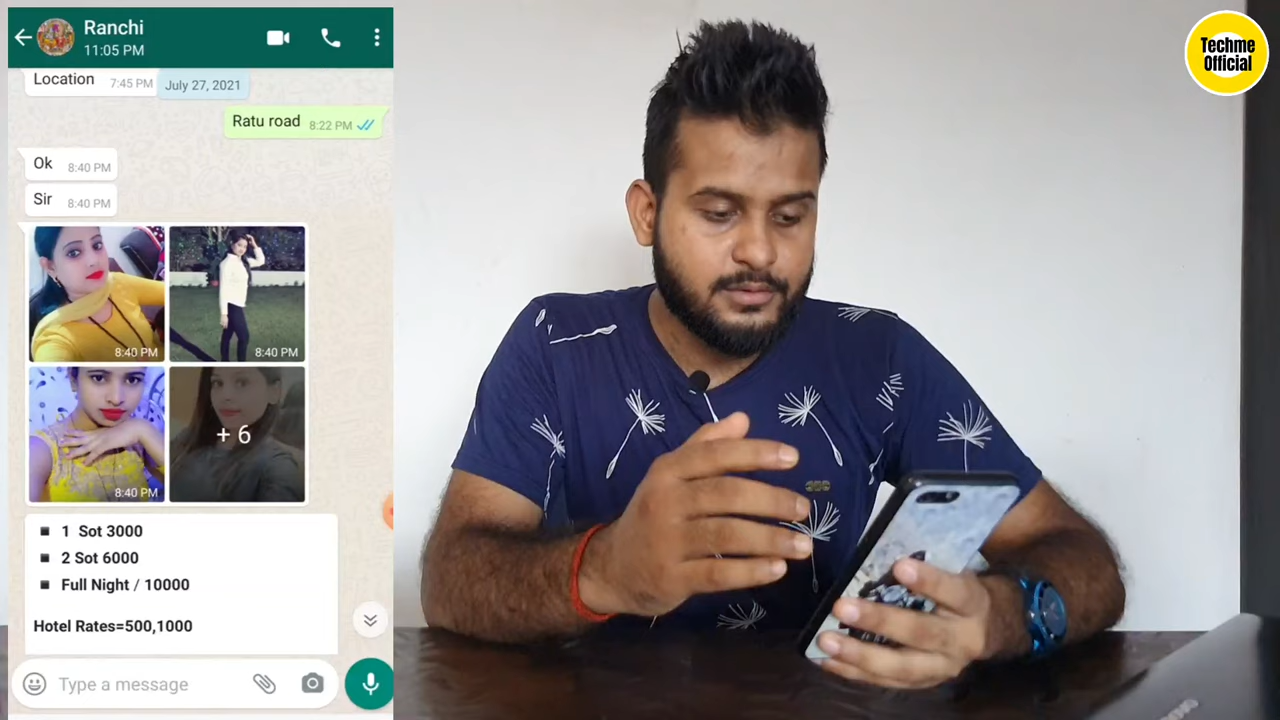 Ranchi
11:05 PM
Location 7:45 PM
July 27, 2021
Ratu road 8:22 PM
Ok 8:40 PM
Sir 8:40 PM
8:40 PM
8:40 PM
8:40 PM
+ 6
1 Sot 3000
2 Sot 6000
Full Night / 10000
Hotel Rates=500,1000
Type a message
Techme
Official